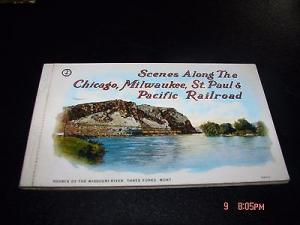 2
Scenes Along The
Chicago, Milwaukee, St. Paul &
Pacific Railroad
SOURCE OF THE MISSOURI RIVER, THREE FORKS, MONT.
9 8:05PM